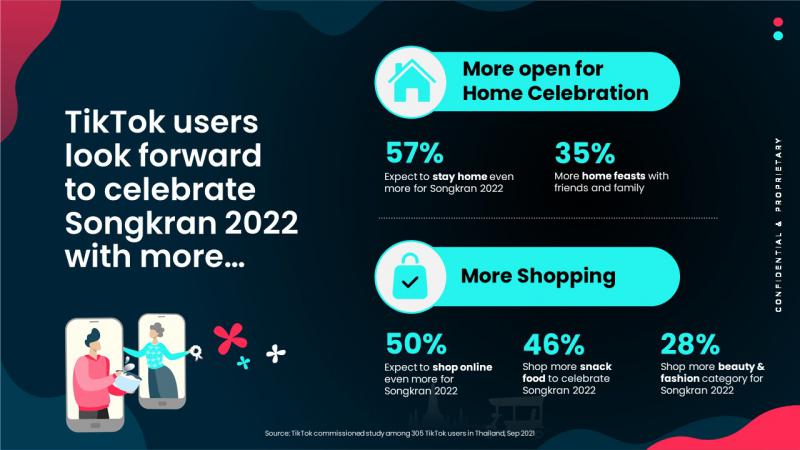 TikTok users
look forward
to celebrate
Songkran 2022
with more...
More open for
Home Celebration
57%
Expect to stay home even
more for Songkran 2022
35%
More home feasts with
friends and family
More Shopping
50%
Expect to shop online
even more for
Songkran 2022
46%
Shop more snack
food to celebrate
Songkran 2022
28%
Shop more beauty &
fashion category for
Songkran 2022
Source: TikTok commissioned study among 305 TikTok users in Thailand, Sep 2021
CONFIDENTIAL & PROPRIETARY